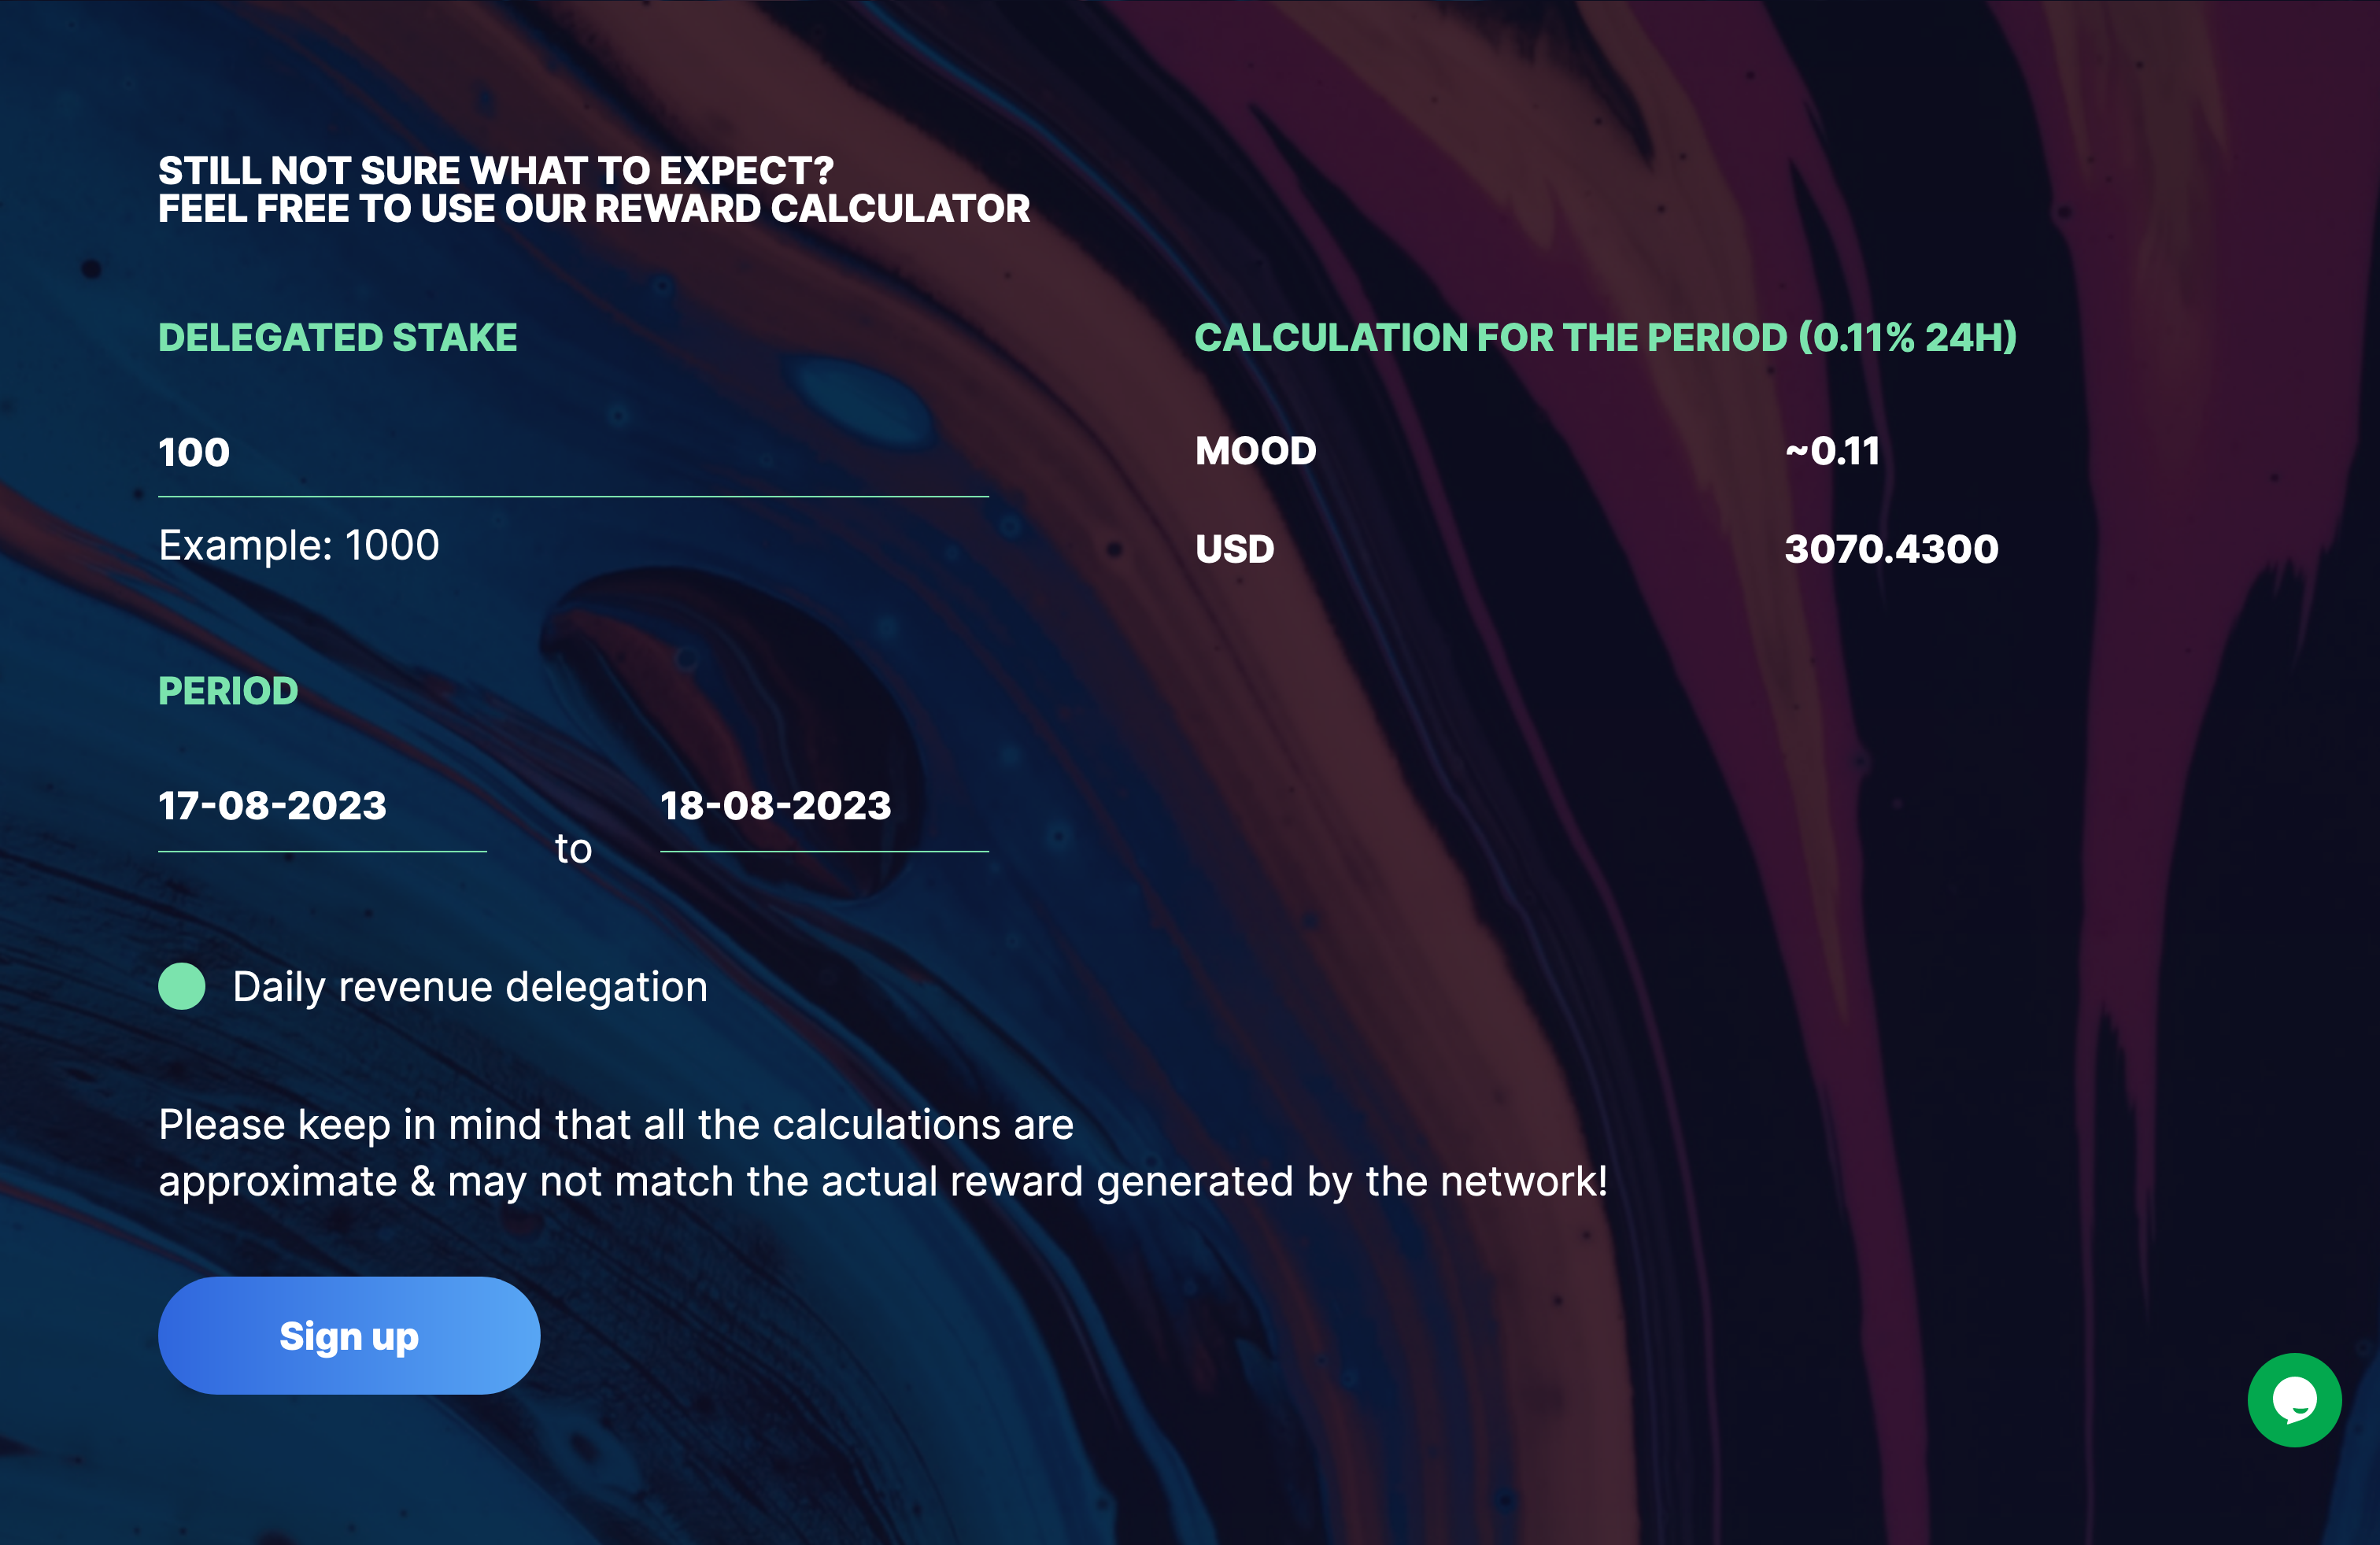 STILL NOT SURE WHAT TO EXPECT?
FEEL FREE TO USE OUR REWARD CALCULATOR
DELEGATED STAKE
100
Example: 1000
PERIOD
17-08-2023 to 18-08-2023
Daily revenue delegation
CALCULATION FOR THE PERIOD (0.11% 24H)
MOOD ~0.11
USD 3070.4300
Please keep in mind that all the calculations are
approximate & may not match the actual reward generated by the network!
Sign up